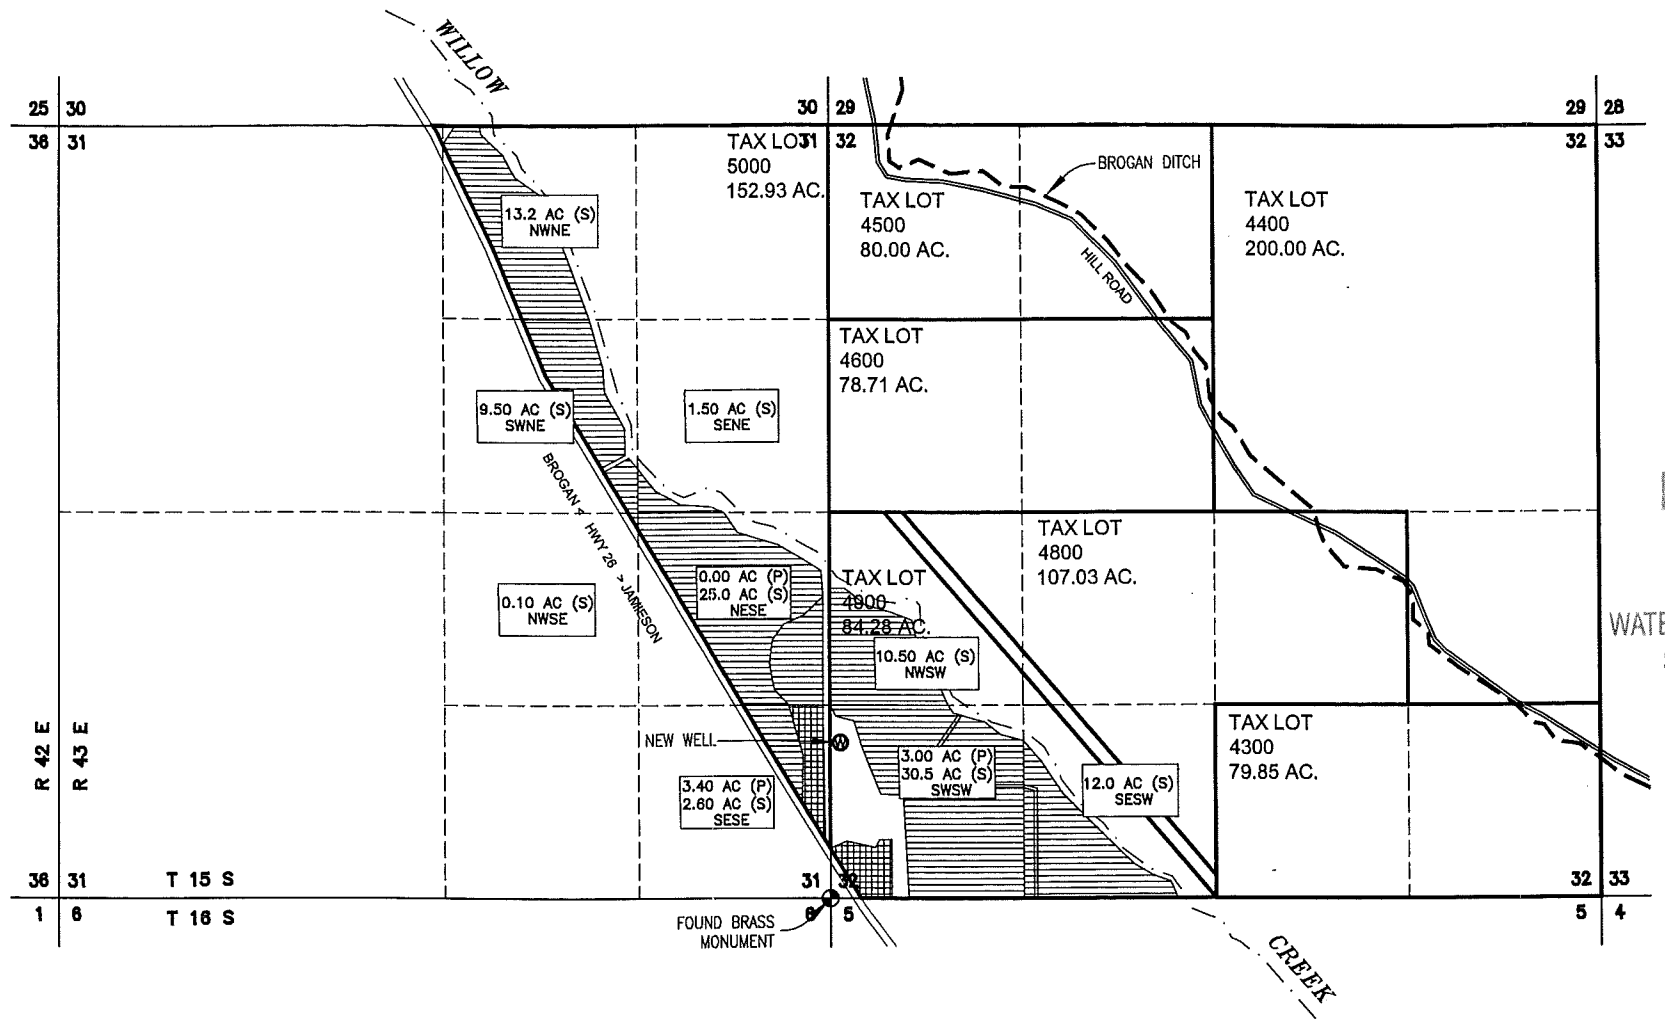 WILLOW
25 30
30 29
29 28
36 31
31 32
32 33
TAX LOT
5000
152.93 AC.
BROGAN DITCH
TAX LOT
4500
80.00 AC.
TAX LOT
4400
200.00 AC.
13.2 AC (S)
NWNE
HILL ROAD
TAX LOT
4600
78.71 AC.
9.50 AC (S)
SWNE
1.50 AC (S)
SENE
BROGAN < HWY 26 > JAMIESON
TAX LOT
4800
107.03 AC.
0.10 AC (S)
NWSE
0.00 AC (P)
25.0 AC (S)
NESE
TAX LOT
4900
84.28 AC.
10.50 AC (S)
NWSW
WATE
R 42 E
R 43 E
NEW WELL
W
TAX LOT
4300
79.85 AC.
3.40 AC (P)
2.60 AC (S)
SESE
3.00 AC (P)
30.5 AC (S)
SWSW
12.0 AC (S)
SESW
36 31
T 15 S
31 32
32 33
1 6
T 16 S
6 5
5 4
FOUND BRASS
MONUMENT
CREEK